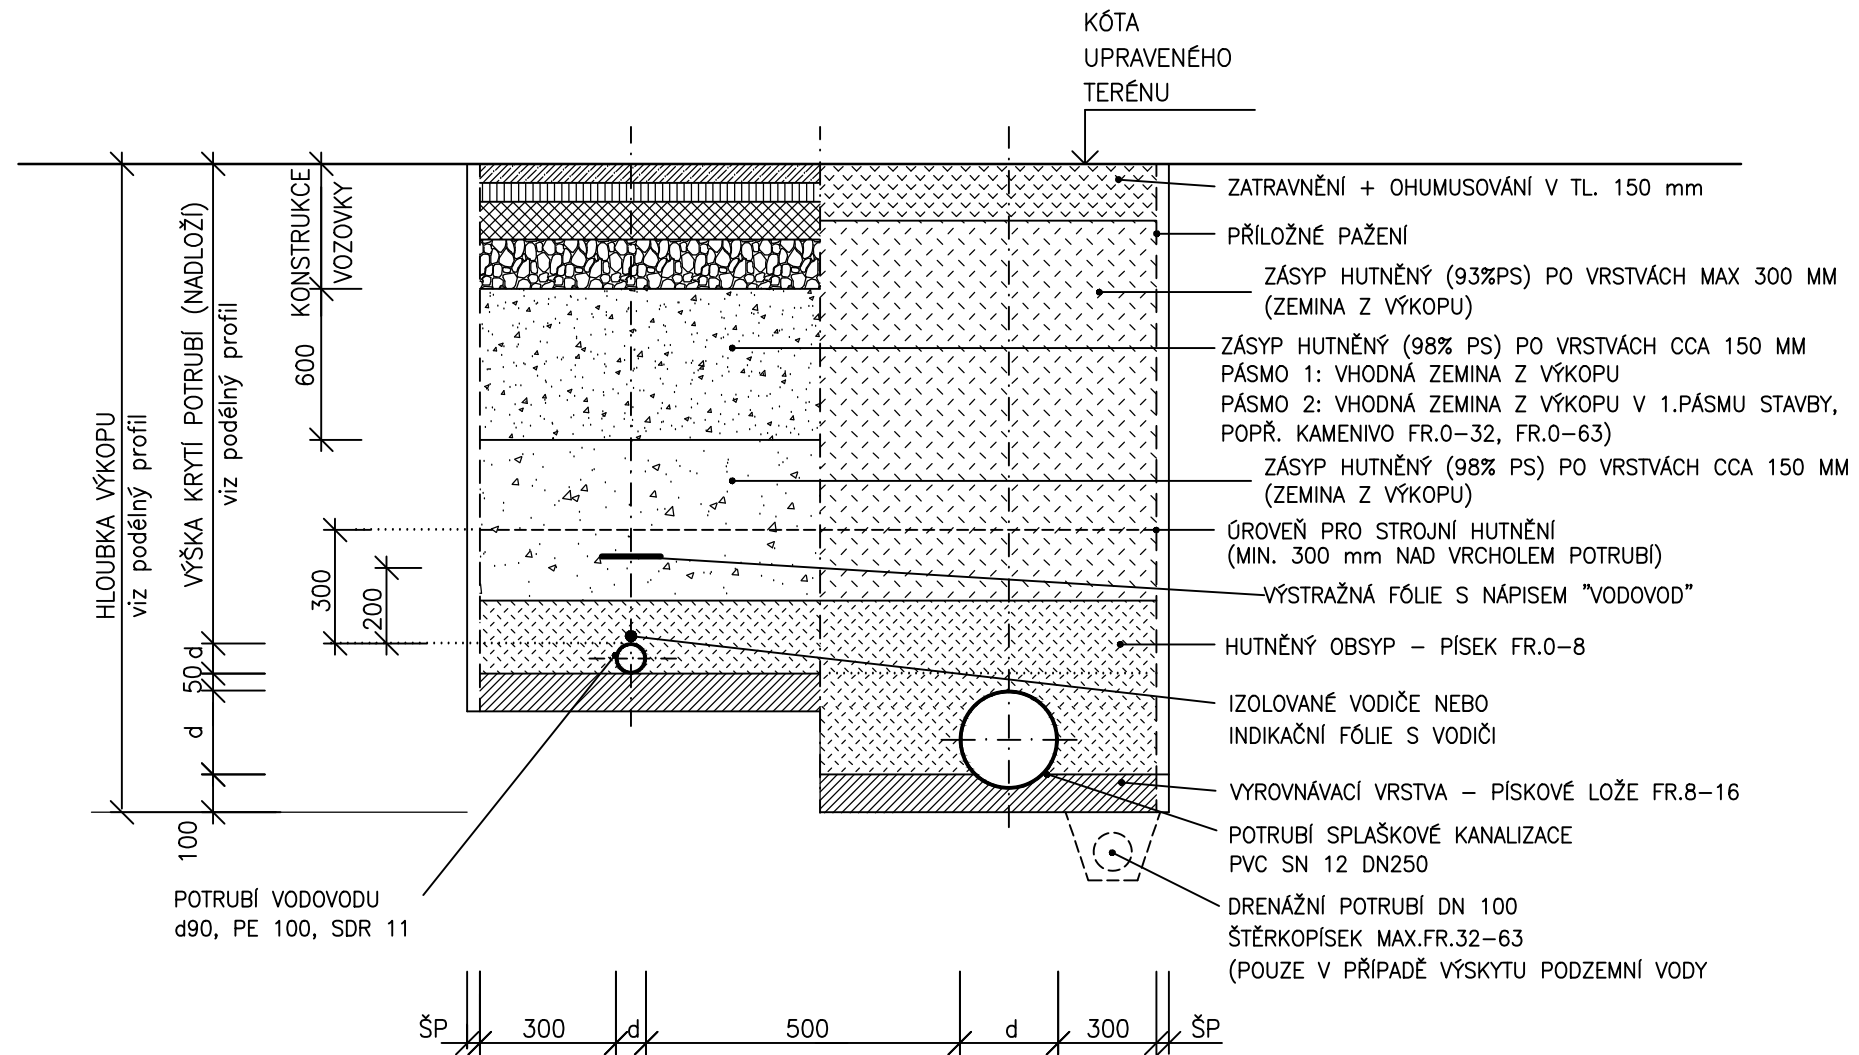 KÓTA
UPRAVENÉHO
TERÉNU
ZATRAVNĚNÍ + OHUMUSOVÁNÍ V TL. 150 mm
PŘÍLOŽNÉ PAŽENÍ
ZÁSYP HUTNĚNÝ (93%PS) PO VRSTVÁCH MAX 300 MM
(ZEMINA Z VÝKOPU)
ZÁSYP HUTNĚNÝ (98% PS) PO VRSTVÁCH CCA 150 MM
PÁSMO 1: VHODNÁ ZEMINA Z VÝKOPU
PÁSMO 2: VHODNÁ ZEMINA Z VÝKOPU V 1.PÁSMU STAVBY,
POPŘ. KAMENIVO FR.0-32, FR.0-63)
ZÁSYP HUTNĚNÝ (98% PS) PO VRSTVÁCH CCA 150 MM
(ZEMINA Z VÝKOPU)
ÚROVEŇ PRO STROJNÍ HUTNĚNÍ
(MIN. 300 mm NAD VRCHOLEM POTRUBÍ)
VÝSTRAŽNÁ FÓLIE S NÁPISEM "VODOVOD"
HUTNĚNÝ OBSYP - PÍSEK FR.0-8
IZOLOVANÉ VODIČE NEBO
INDIKAČNÍ FÓLIE S VODIČI
VYROVNÁVACÍ VRSTVA - PÍSKOVÉ LOŽE FR.8-16
POTRUBÍ SPLAŠKOVÉ KANALIZACE
PVC SN 12 DN250
DRENÁŽNÍ POTRUBÍ DN 100
ŠTĚRKOPÍSEK MAX.FR.32-63
(POUZE V PŘÍPADĚ VÝSKYTU PODZEMNÍ VODY
HLOUBKA VÝKOPU
viz podélný profil
VÝŠKA KRYTÍ POTRUBÍ (NADLOŽÍ)
viz podélný profil
KONSTRUKCE
VOZOVKY
600
300
200
d
50
d
100
POTRUBÍ VODOVODU
d90, PE 100, SDR 11
ŠP 300 d 500 d 300 ŠP